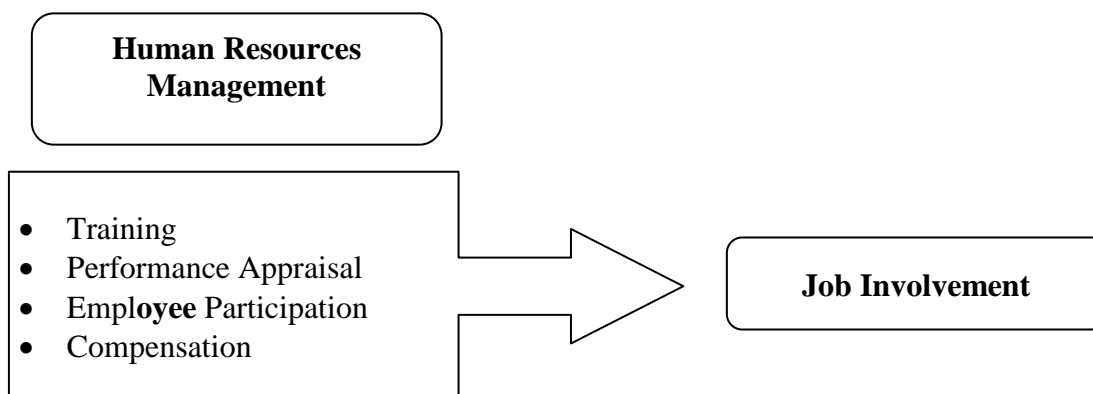 Human Resources
Management
• Training
• Performance Appraisal
• Employee Participation
• Compensation
Job Involvement